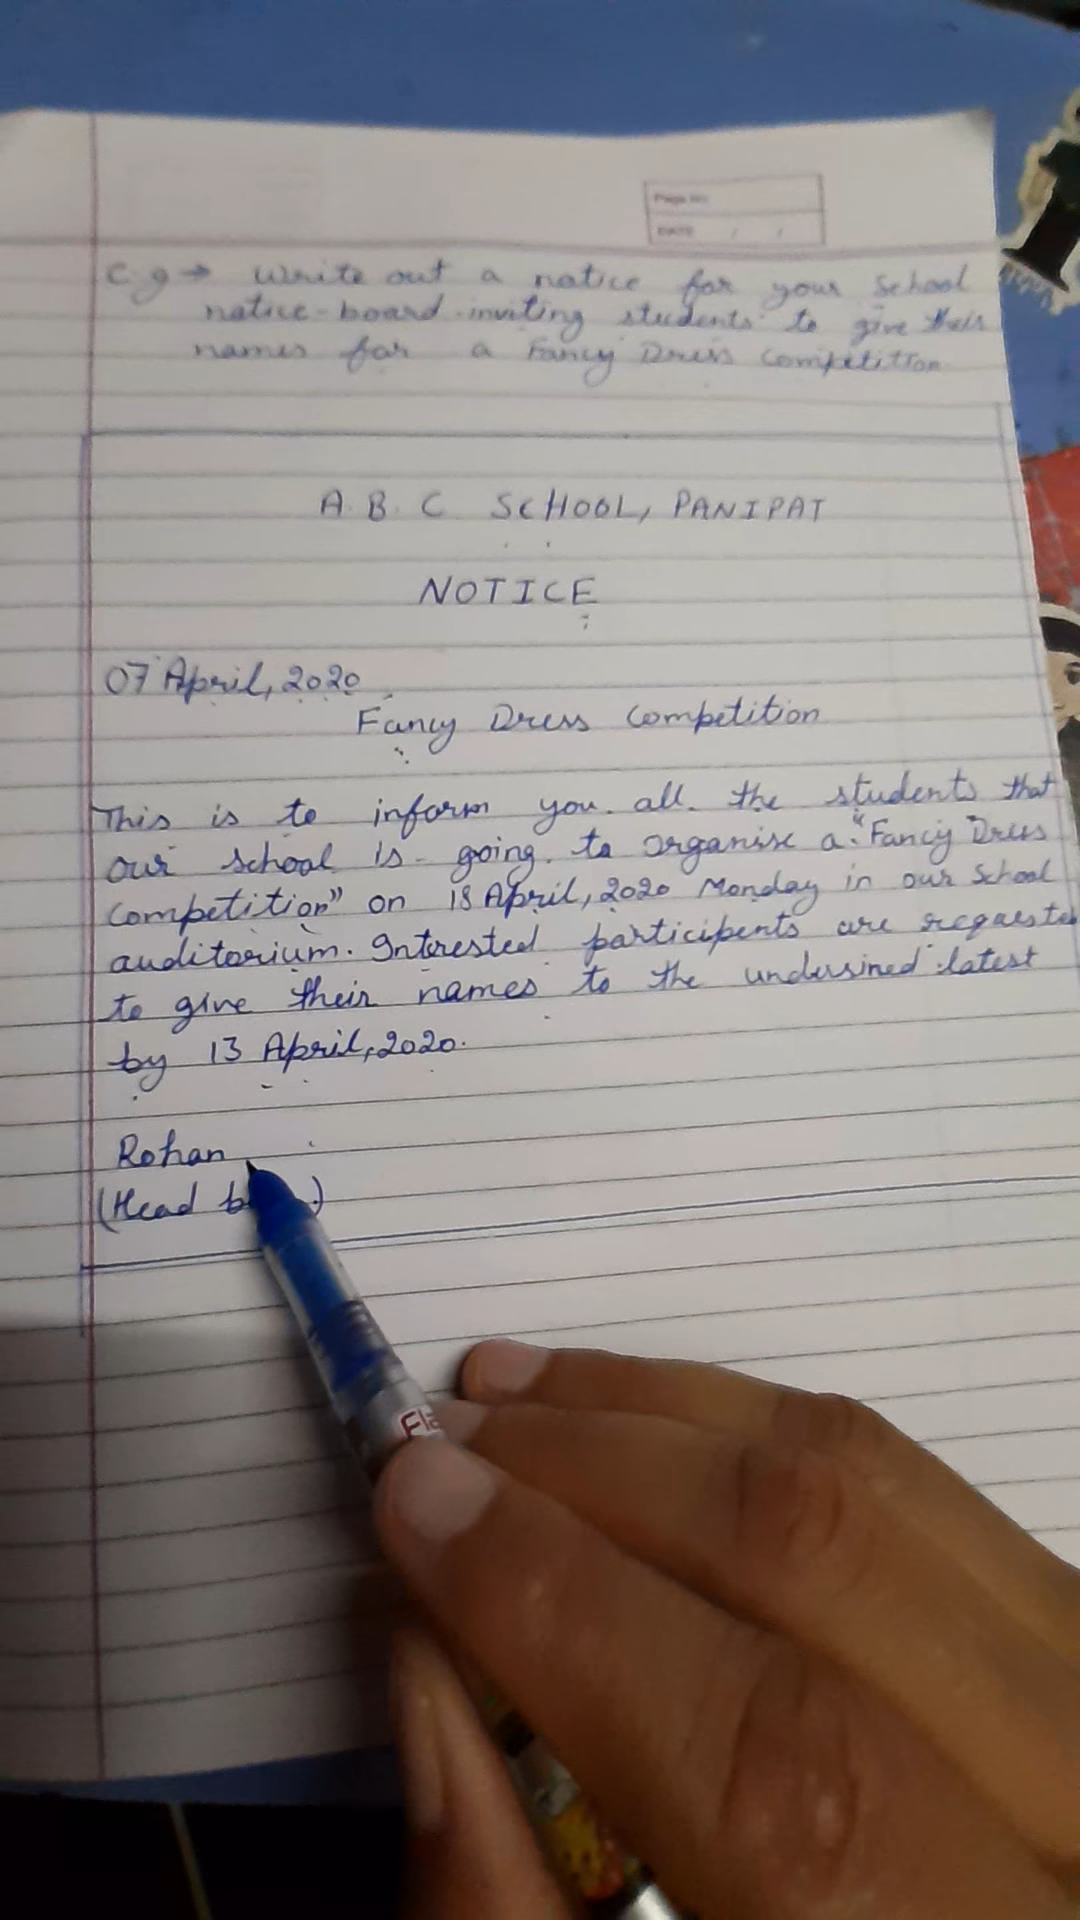 Page No.
DATE / /
e.g → Write out a notice for your School
notice-board inviting students to give their
names for a Fancy Dress Competition
A.B.C SCHOOL, PANIPAT
NOTICE
07 April, 2020
Fancy Dress Competition
This is to inform you all the students that
our school is going to organise a "Fancy Dress
Competition" on 18 April, 2020 Monday in our School
auditorium. Intrested participents are requested
to give their names to the undersined latest
by 13 April, 2020.
Rohan
(Head )